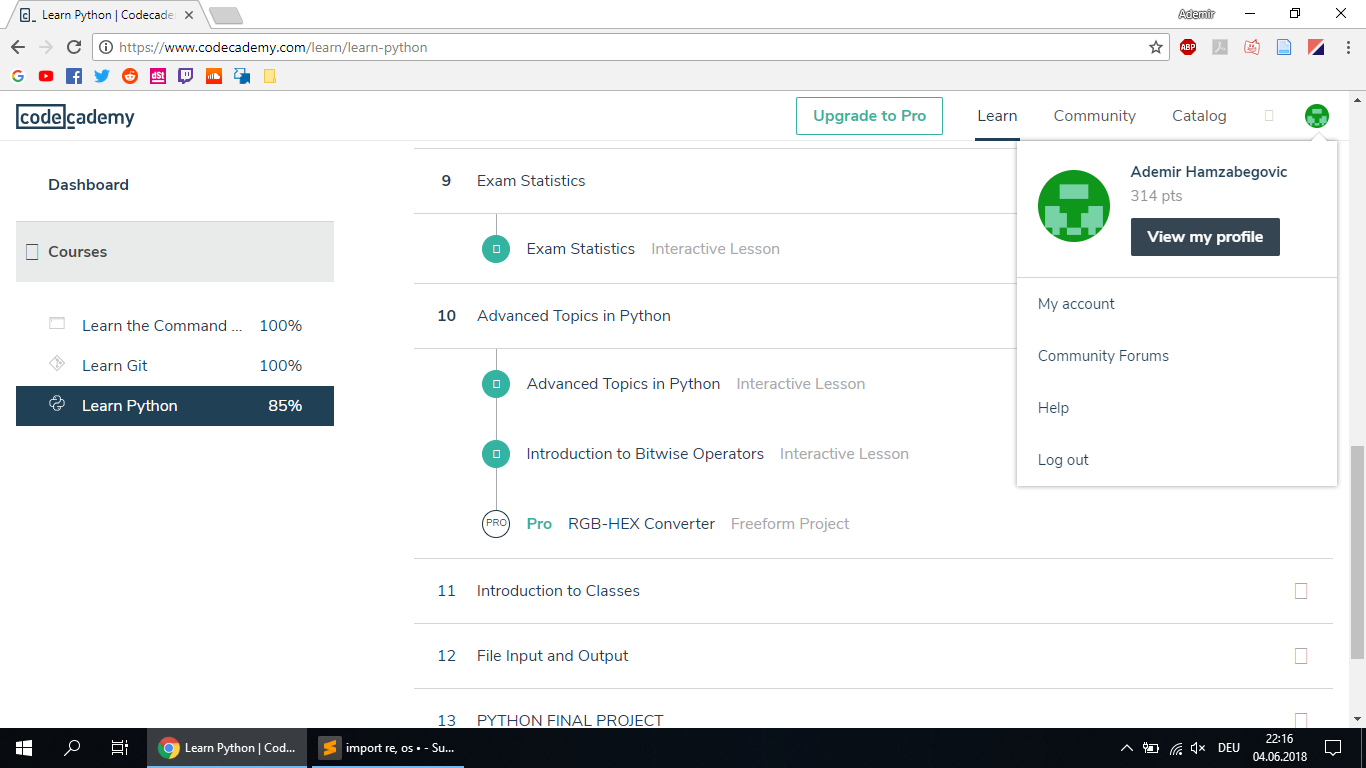 Learn Python | Codecade
Ademir
https://www.codecademy.com/learn/learn-python
ABP
dSt
codecademy
Upgrade to Pro
Learn
Community
Catalog
Dashboard
Courses
Learn the Command ... 100%
Learn Git 100%
Learn Python 85%
9 Exam Statistics
Exam Statistics Interactive Lesson
10 Advanced Topics in Python
Advanced Topics in Python Interactive Lesson
Introduction to Bitwise Operators Interactive Lesson
PRO Pro RGB-HEX Converter Freeform Project
11 Introduction to Classes
12 File Input and Output
13 PYTHON FINAL PROJECT
Ademir Hamzabegovic
314 pts
View my profile
My account
Community Forums
Help
Log out
Learn Python | Cod...
import re, os • - Su...
DEU
22:16
04.06.2018